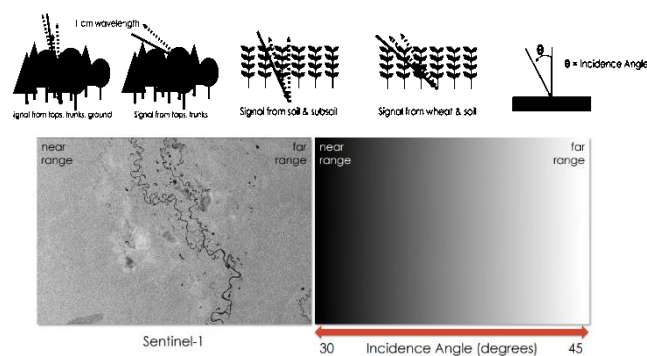 1 cm wavelength
θ
θ = Incidence Angle
Signal from tops, trunks, ground
Signal from tops, trunks
Signal from soil & subsoil
Signal from wheat & soil
near
range
far
range
near
range
far
range
Sentinel-1
30
Incidence Angle (degrees)
45